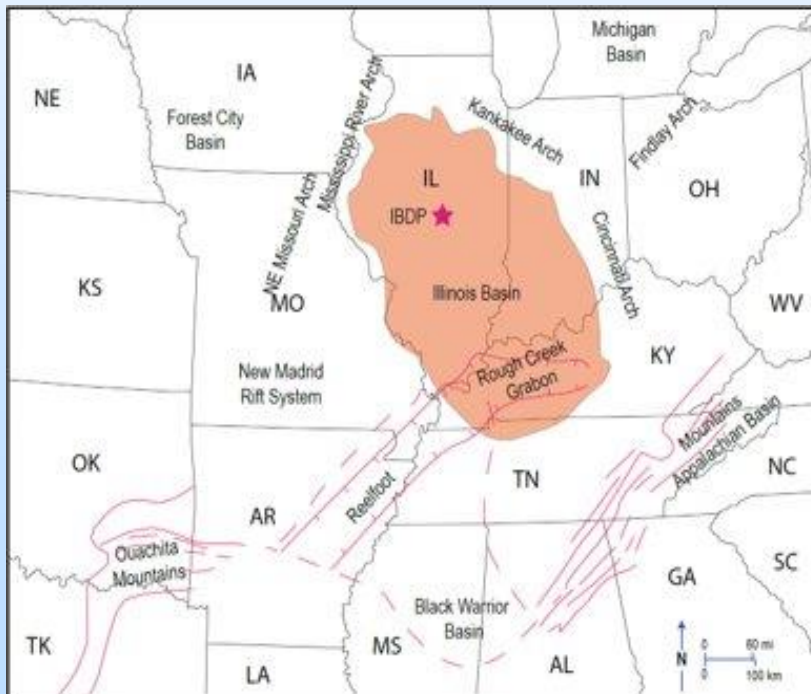 Michigan
Basin
IA
NE
Forest City
Basin
Mississippi River Arch
Kankakee Arch
Findlay Arch
IL
IN
OH
IBDP
NE Missouri Arch
Cincinnati Arch
KS
MO
Illinois Basin
WV
KY
New Madrid
Rift System
Rough Creek
Grabon
Mountains
Appalachian Basin
OK
TN
NC
AR
Reelfoot
Ouachita
Mountains
SC
GA
Black Warrior
Basin
TK
MS
LA
AL
N
0 60 mi
0 100 km